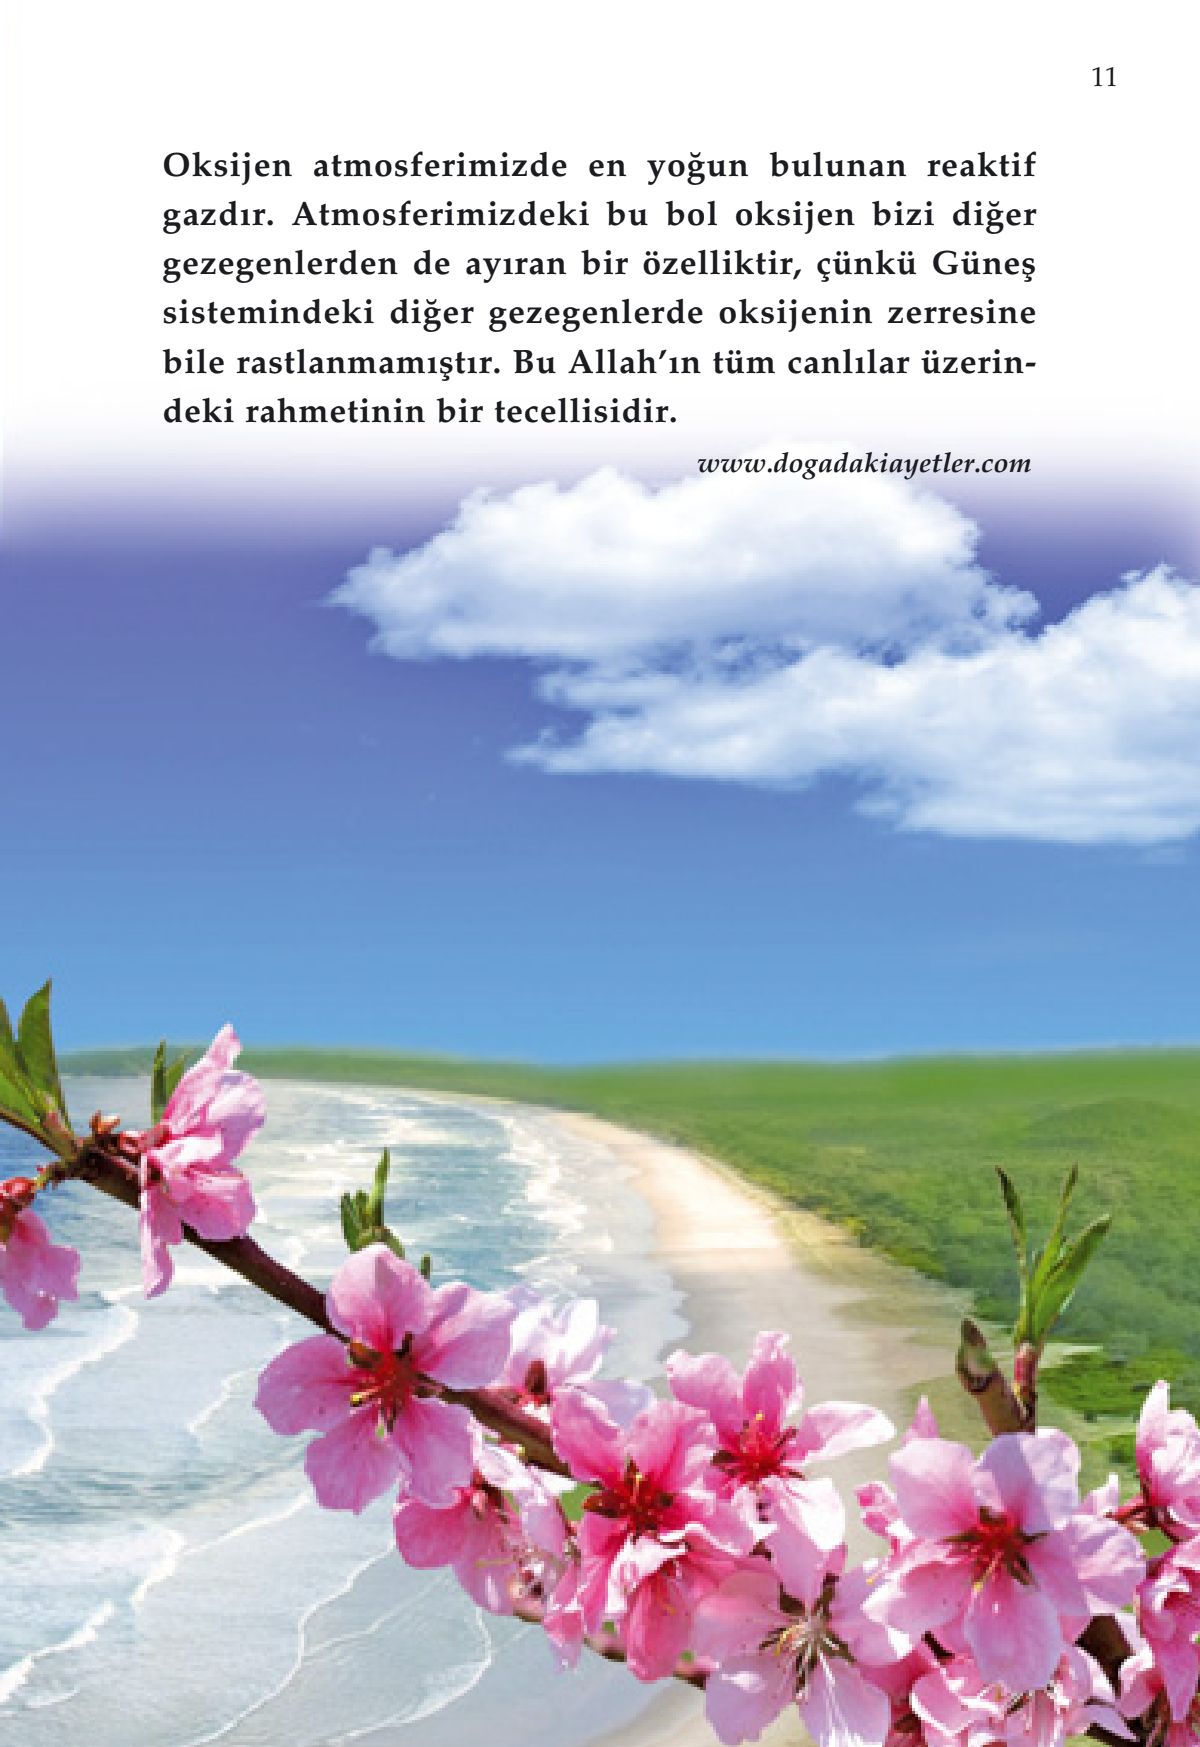 11
Oksijen atmosferimizde en yoğun bulunan reaktif
gazdır. Atmosferimizdeki bu bol oksijen bizi diğer
gezegenlerden de ayıran bir özelliktir, çünkü Güneş
sistemindeki diğer gezegenlerde oksijenin zerresine
bile rastlanmamıştır. Bu Allah’ın tüm canlılar üzerin-
deki rahmetinin bir tecellisidir.
www.dogadakiayetler.com